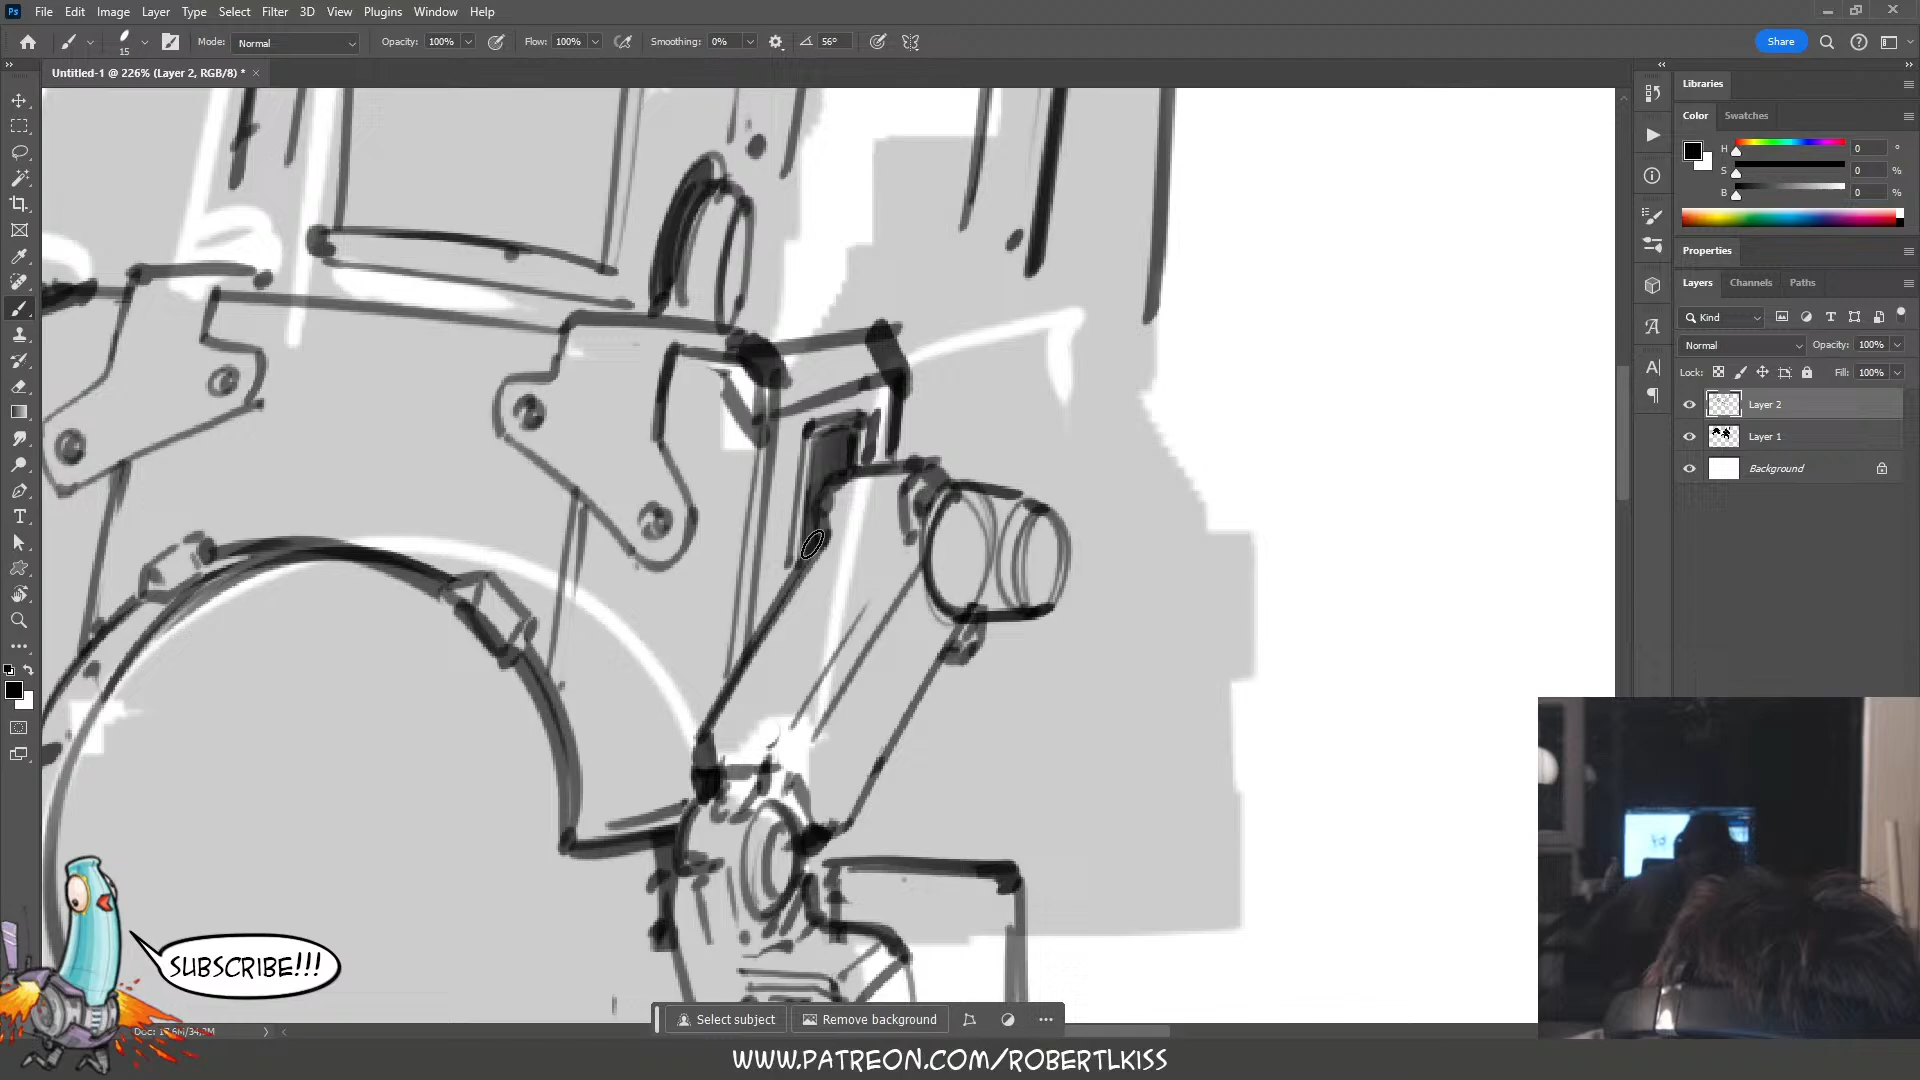 File Edit Image Layer Type Select Filter 3D View Plugins Window Help
15 Mode: Normal Opacity: 100% Flow: 100% Smoothing: 0% 56° Share
Untitled-1 @ 226% (Layer 2, RGB/8) *
Libraries
Color Swatches
H 0 °
S 0 %
B 0 %
Properties
Layers Channels Paths
Kind
Normal Opacity: 100%
Lock: Fill: 100%
Layer 2
Layer 1
Background
SUBSCRIBE!!!
Select subject Remove background
WWW.PATREON.COM/ROBERTLKISS